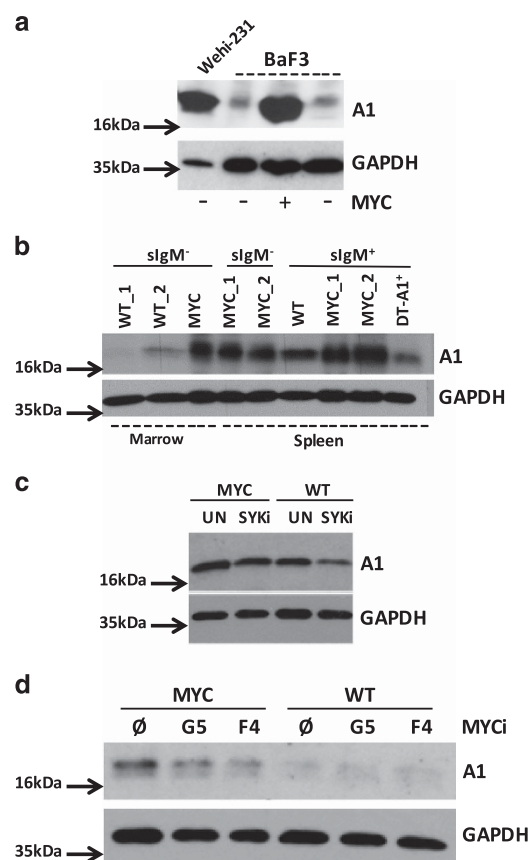 a
Wehi-231
BaF3
A1
16kDa
35kDa
GAPDH
- - + - MYC
b
sIgM- sIgM- sIgM+
WT_1 WT_2 MYC MYC_1 MYC_2 WT MYC_1 MYC_2 DT-A1+
A1
16kDa
GAPDH
35kDa
Marrow Spleen
c
MYC WT
UN SYKi UN SYKi
A1
16kDa
35kDa
GAPDH
d
MYC WT
Ø G5 F4 Ø G5 F4 MYCi
A1
16kDa
GAPDH
35kDa